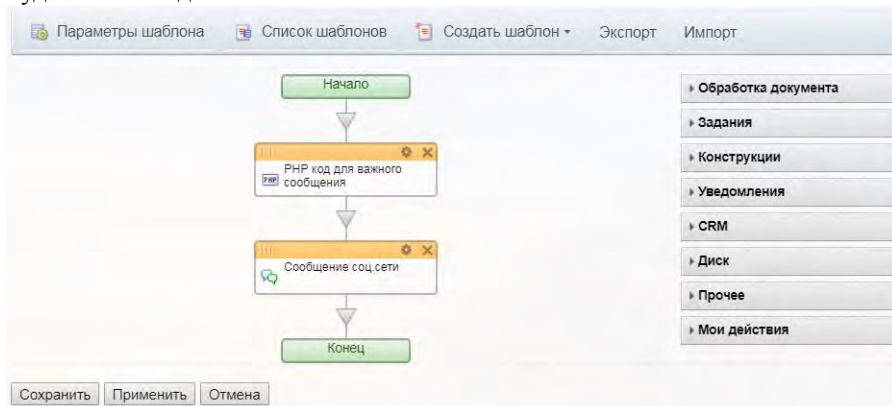 Параметры шаблона
Список шаблонов
Создать шаблон
Экспорт
Импорт
Начало
PHP код для важного
PHP
сообщения
Сообщение соц.сети
Конец
Обработка документа
Задания
Конструкции
Уведомления
CRM
Диск
Прочее
Мои действия
Сохранить
Применить
Отмена